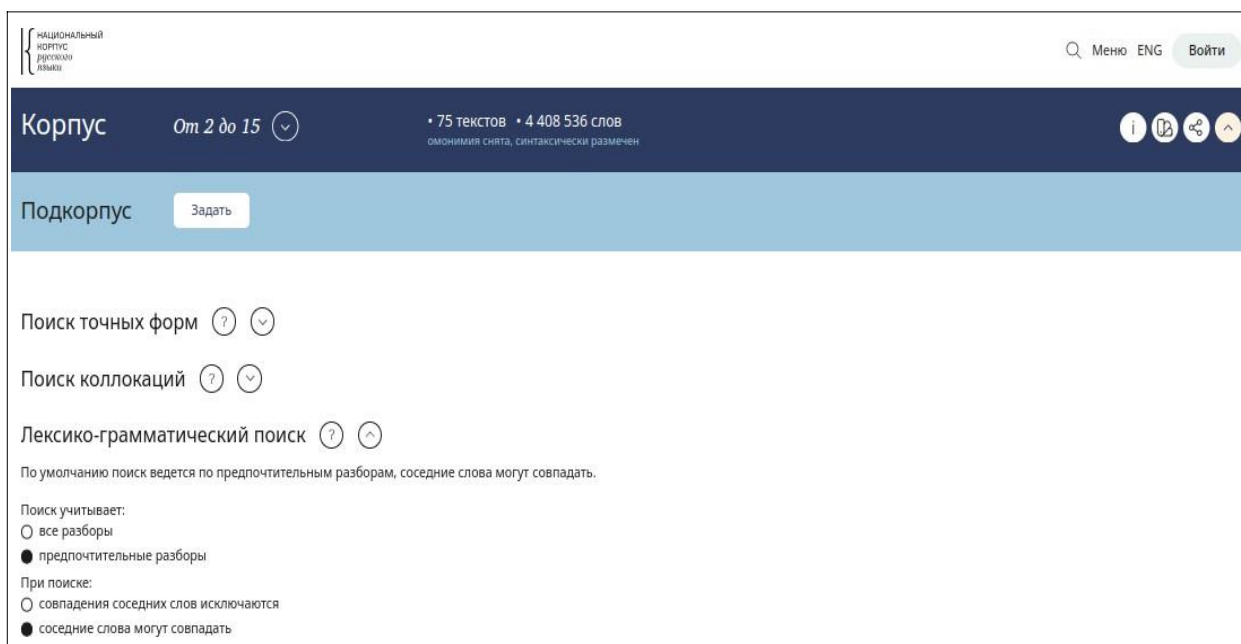 НАЦИОНАЛЬНЫЙ
КОРПУС
русского
языка
Меню ENG Войти
Корпус От 2 до 15 • 75 текстов • 4 408 536 слов
омонимия снята, синтаксически размечен
Подкорпус Задать
Поиск точных форм ?
Поиск коллокаций ?
Лексико-грамматический поиск ?
По умолчанию поиск ведется по предпочтительным разборам, соседние слова могут совпадать.
Поиск учитывает:
все разборы
предпочтительные разборы
При поиске:
совпадения соседних слов исключаются
соседние слова могут совпадать